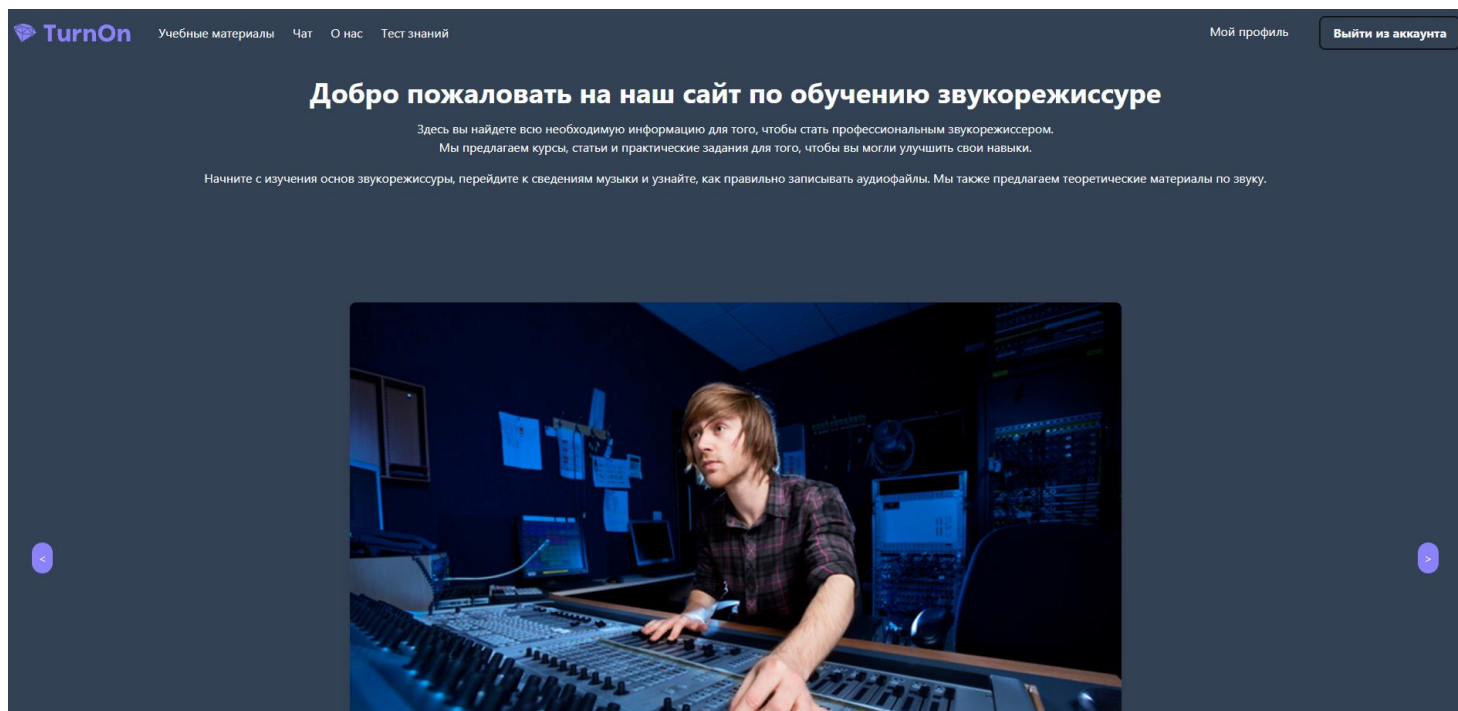 TurnOn Учебные материалы Чат О нас Тест знаний Мой профиль Выйти из аккаунта
Добро пожаловать на наш сайт по обучению звукорежиссуре
Здесь вы найдете всю необходимую информацию для того, чтобы стать профессиональным звукорежиссером.
Мы предлагаем курсы, статьи и практические задания для того, чтобы вы могли улучшить свои навыки.
Начните с изучения основ звукорежиссуры, перейдите к сведениям музыки и узнайте, как правильно записывать аудиофайлы. Мы также предлагаем теоретические материалы по звуку.
< >